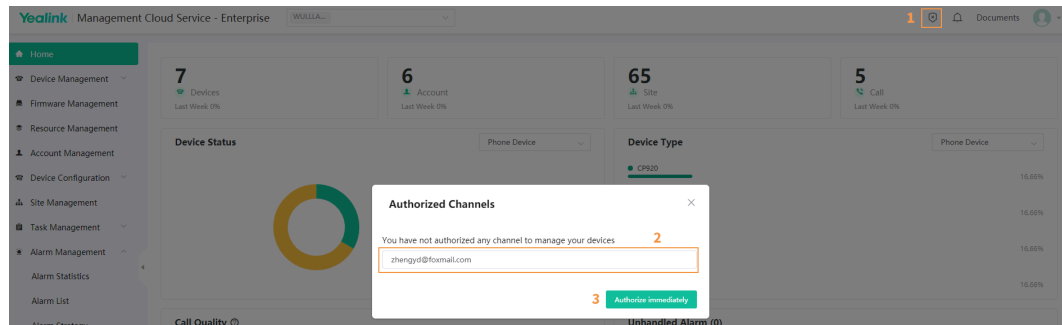 Yealink | Management Cloud Service - Enterprise WULLLA... 1 Documents
Home
Device Management
Firmware Management
Resource Management
Account Management
Device Configuration
Site Management
Task Management
Alarm Management
Alarm Statistics
Alarm List
Alarm Strategy
7
Devices
Last Week 0%
6
Account
Last Week 0%
65
Site
Last Week 0%
5
Call
Last Week 0%
Device Status Phone Device
Device Type Phone Device
CP920
16.66%
16.66%
16.66%
16.66%
Authorized Channels
You have not authorized any channel to manage your devices 2
zhengyd@foxmail.com
3 Authorize immediately
Call Quality
Unhandled Alarm (0)